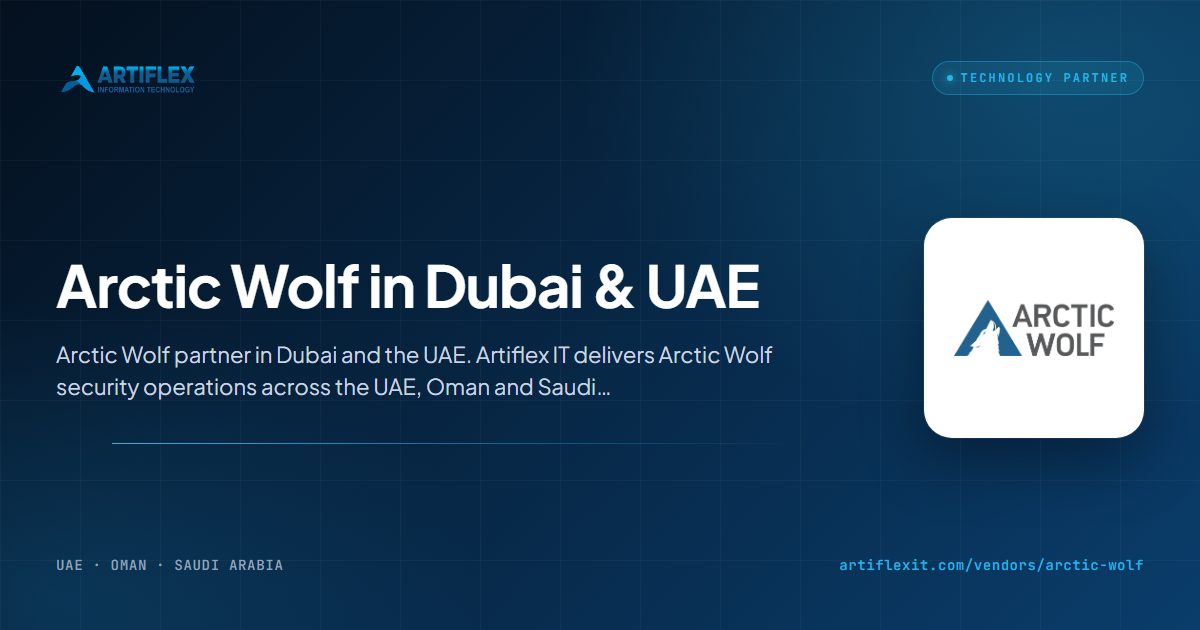 ARTIFLEX
INFORMATION TECHNOLOGY
TECHNOLOGY PARTNER
Arctic Wolf in Dubai & UAE
Arctic Wolf partner in Dubai and the UAE. Artiflex IT delivers Arctic Wolf
security operations across the UAE, Oman and Saudi…
ARCTIC
WOLF
UAE · OMAN · SAUDI ARABIA
artiflexit.com/vendors/arctic-wolf